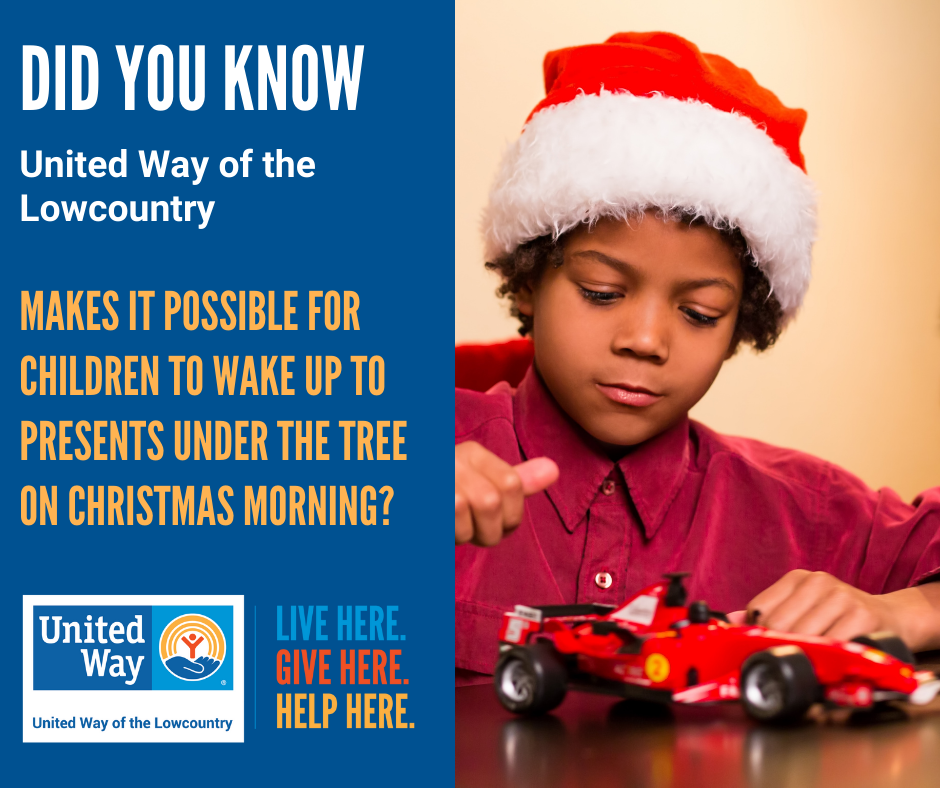 DID YOU KNOW
United Way of the
Lowcountry
MAKES IT POSSIBLE FOR
CHILDREN TO WAKE UP TO
PRESENTS UNDER THE TREE
ON CHRISTMAS MORNING?
United
Way
®
United Way of the Lowcountry
LIVE HERE.
GIVE HERE.
HELP HERE.